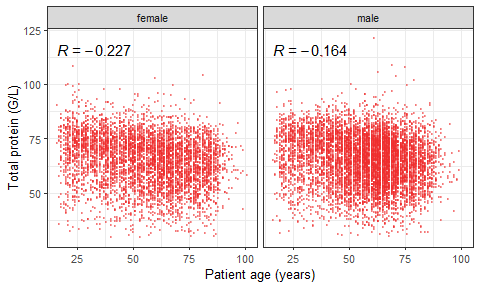 female male
125
R = −0.227 R = −0.164
100
75
50
25 50 75 100 25 50 75 100
Total protein (G/L)
Patient age (years)